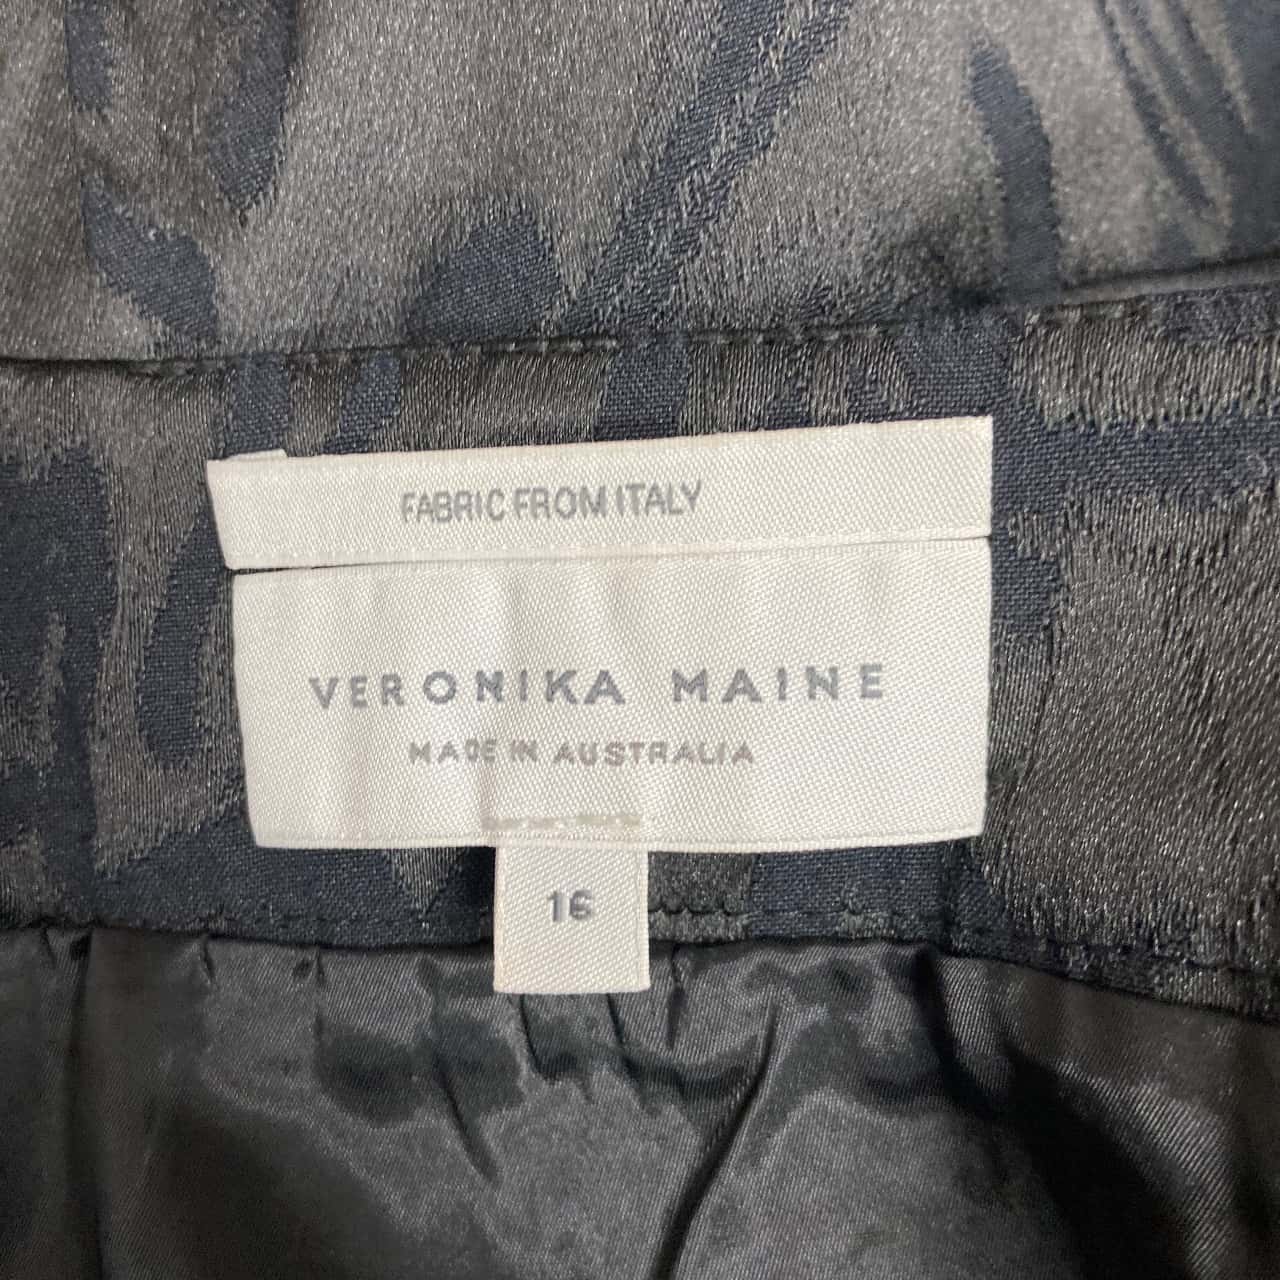 FABRIC FROM ITALY
VERONIKA MAINE
MADE IN AUSTRALIA
16